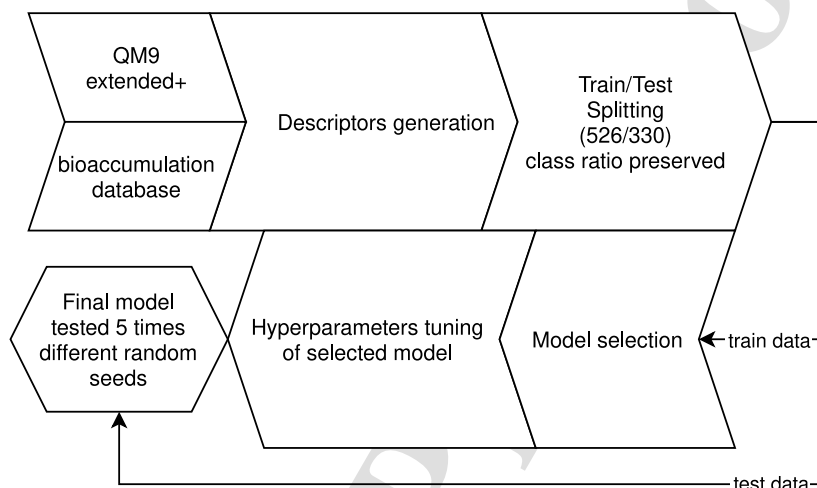 QM9
extended+
bioaccumulation
database
Descriptors generation
Train/Test
Splitting
(526/330)
class ratio preserved
Final model
tested 5 times
different random
seeds
Hyperparameters tuning
of selected model
Model selection
train data
test data